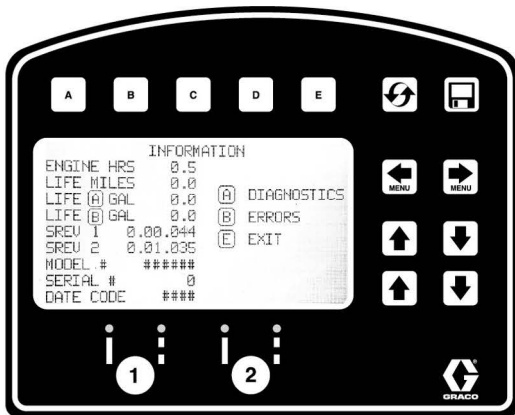 A B C D E
INFORMATION
ENGINE HRS 0.5
LIFE MILES 0.0
LIFE A GAL 0.0
LIFE B GAL 0.0
SREV 1 0.00.044
SREV 2 0.01.035
MODEL # ######
SERIAL # 0
DATE CODE ####
A DIAGNOSTICS
B ERRORS
E EXIT
MENU MENU
1 2
GRACO